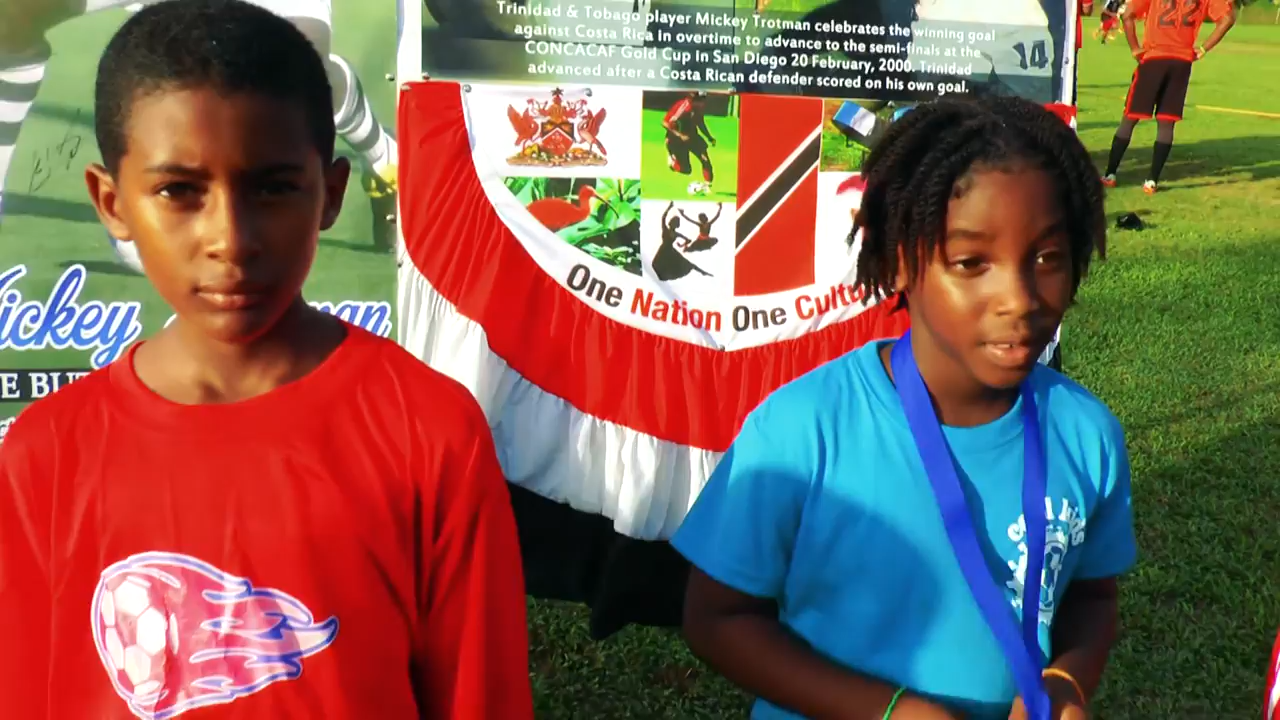 Trinidad & Tobago player Mickey Trotman celebrates the winning goal
against Costa Rica in overtime to advance to the semi-finals at the
CONCACAF Gold Cup in San Diego 20 February, 2000. Trinidad
advanced after a Costa Rican defender scored on his own goal.
14
22
One Nation One Cultu
ickey
an
E BU